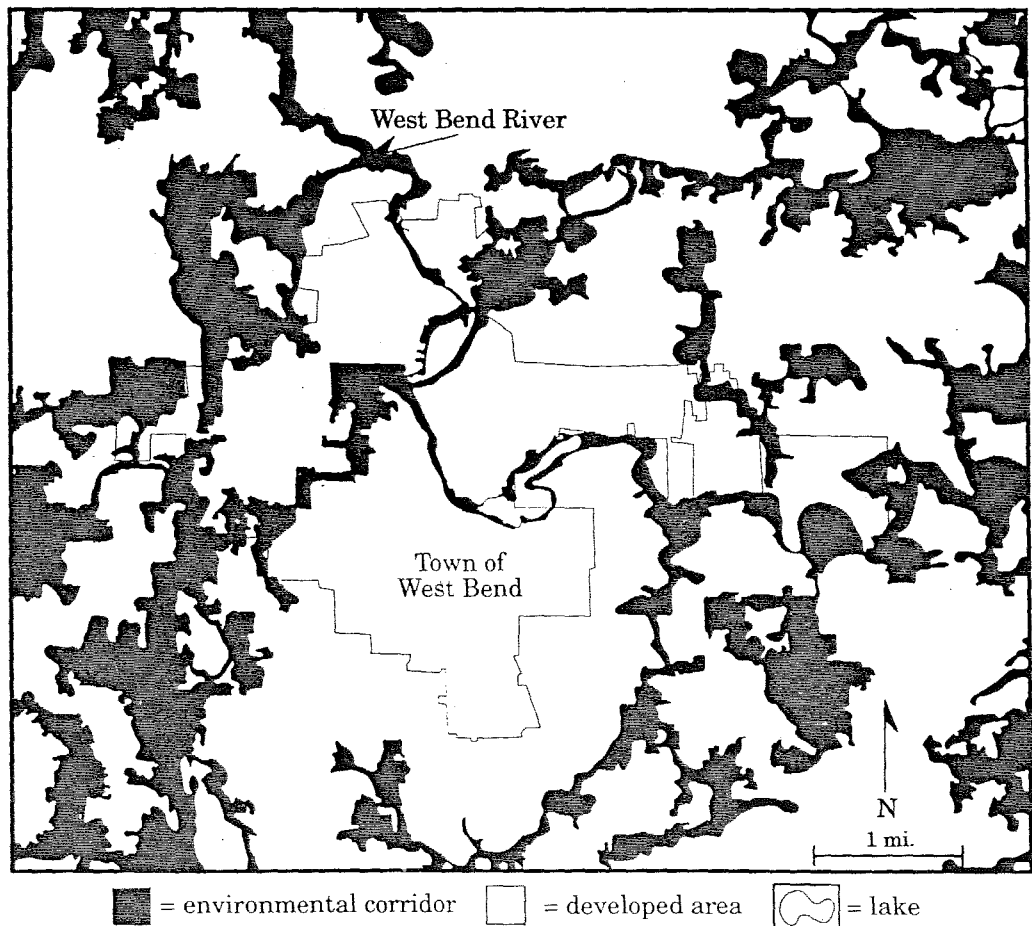 West Bend River
Town of
West Bend
N
1 mi.
= environmental corridor
= developed area
= lake